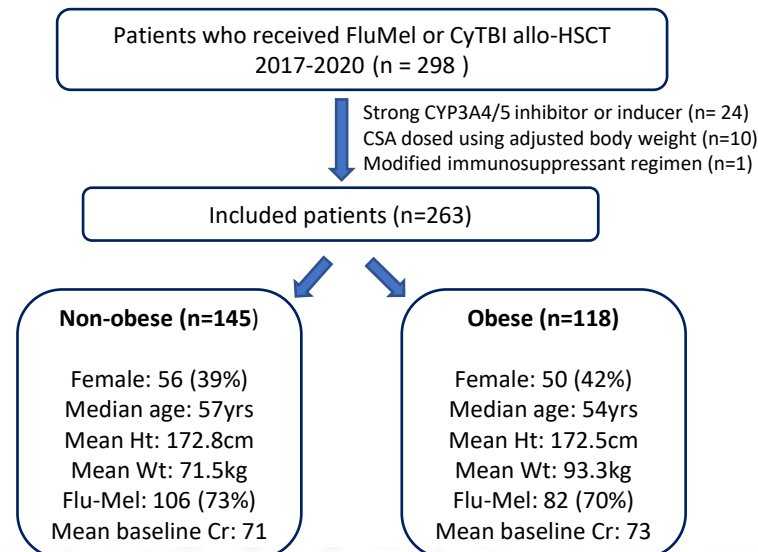 Patients who received FluMel or CyTBI allo-HSCT
2017-2020 (n = 298 )
Strong CYP3A4/5 inhibitor or inducer (n= 24)
CSA dosed using adjusted body weight (n=10)
Modified immunosuppressant regimen (n=1)
Included patients (n=263)
Non-obese (n=145)
Female: 56 (39%)
Median age: 57yrs
Mean Ht: 172.8cm
Mean Wt: 71.5kg
Flu-Mel: 106 (73%)
Mean baseline Cr: 71
Obese (n=118)
Female: 50 (42%)
Median age: 54yrs
Mean Ht: 172.5cm
Mean Wt: 93.3kg
Flu-Mel: 82 (70%)
Mean baseline Cr: 73